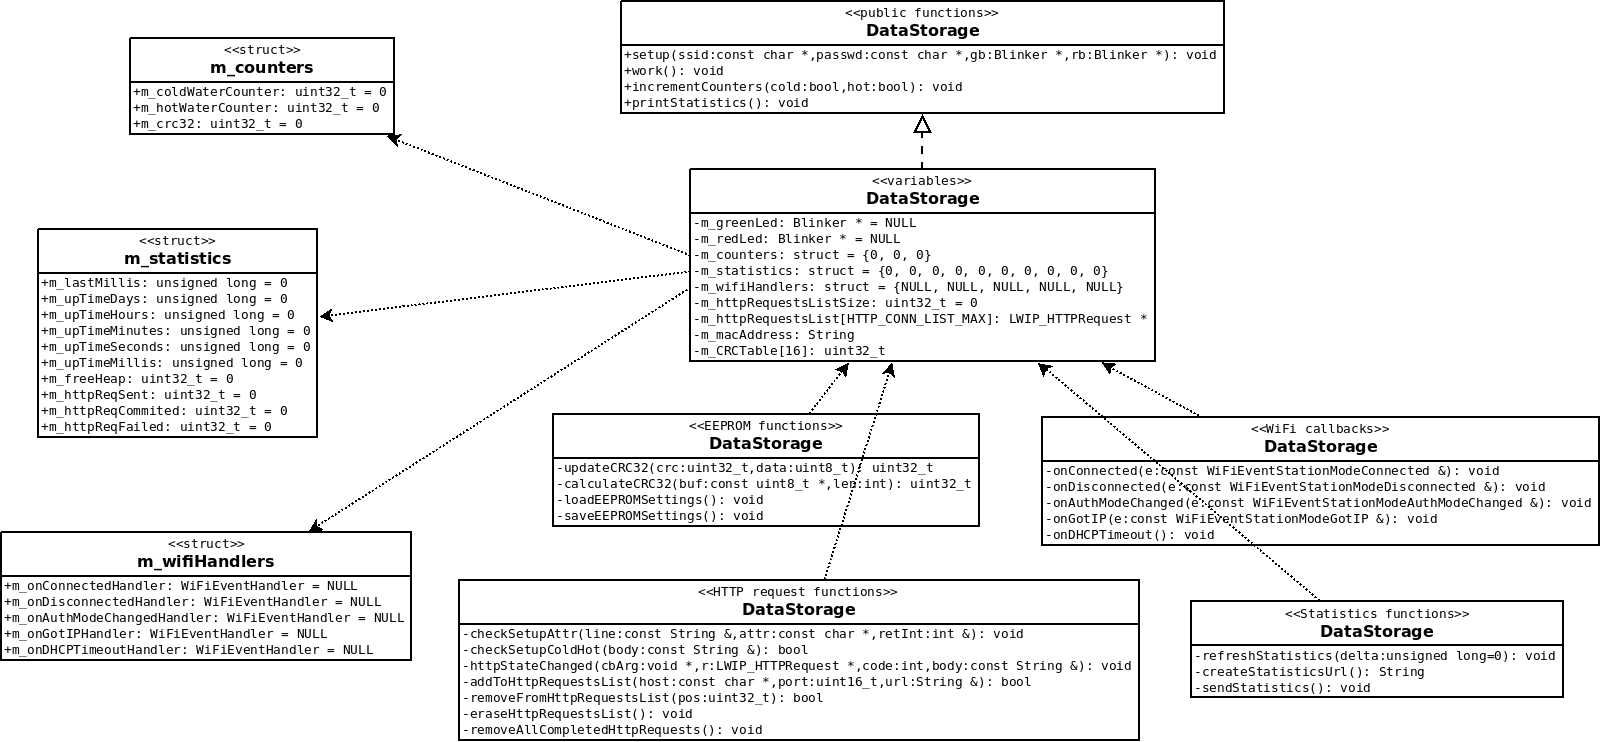 <<public functions>>
DataStorage
+setup(ssid:const char *,passwd:const char *,gb:Blinker *,rb:Blinker *): void
+work(): void
+incrementCounters(cold:bool,hot:bool): void
+printStatistics(): void
<<struct>>
m_counters
+m_coldWaterCounter: uint32_t = 0
+m_hotWaterCounter: uint32_t = 0
+m_crc32: uint32_t = 0
<<variables>>
DataStorage
-m_greenLed: Blinker * = NULL
-m_redLed: Blinker * = NULL
-m_counters: struct = {0, 0, 0}
-m_statistics: struct = {0, 0, 0, 0, 0, 0, 0, 0, 0, 0}
-m_wifiHandlers: struct = {NULL, NULL, NULL, NULL, NULL}
-m_httpRequestsListSize: uint32_t = 0
-m_httpRequestsList[HTTP_CONN_LIST_MAX]: LWIP_HTTPRequest *
-m_macAddress: String
-m_CRCTable[16]: uint32_t
<<struct>>
m_statistics
+m_lastMillis: unsigned long = 0
+m_upTimeDays: unsigned long = 0
+m_upTimeHours: unsigned long = 0
+m_upTimeMinutes: unsigned long = 0
+m_upTimeSeconds: unsigned long = 0
+m_upTimeMillis: unsigned long = 0
+m_freeHeap: uint32_t = 0
+m_httpReqSent: uint32_t = 0
+m_httpReqCommited: uint32_t = 0
+m_httpReqFailed: uint32_t = 0
<<EEPROM functions>>
DataStorage
-updateCRC32(crc:uint32_t,data:uint8_t): uint32_t
-calculateCRC32(buf:const uint8_t *,len:int): uint32_t
-loadEEPROMSettings(): void
-saveEEPROMSettings(): void
<<WiFi callbacks>>
DataStorage
-onConnected(e:const WiFiEventStationModeConnected &): void
-onDisconnected(e:const WiFiEventStationModeDisconnected &): void
-onAuthModeChanged(e:const WiFiEventStationModeAuthModeChanged &): void
-onGotIP(e:const WiFiEventStationModeGotIP &): void
-onDHCPTimeout(): void
<<struct>>
m_wifiHandlers
+m_onConnectedHandler: WiFiEventHandler = NULL
+m_onDisconnectedHandler: WiFiEventHandler = NULL
+m_onAuthModeChangedHandler: WiFiEventHandler = NULL
+m_onGotIPHandler: WiFiEventHandler = NULL
+m_onDHCPTimeoutHandler: WiFiEventHandler = NULL
<<HTTP request functions>>
DataStorage
-checkSetupAttr(line:const String &,attr:const char *,retInt:int &): void
-checkSetupColdHot(body:const String &): bool
-httpStateChanged(cbArg:void *,r:LWIP_HTTPRequest *,code:int,body:const String &): void
-addToHttpRequestsList(host:const char *,port:uint16_t,url:String &): bool
-removeFromHttpRequestsList(pos:uint32_t): bool
-eraseHttpRequestsList(): void
-removeAllCompletedHttpRequests(): void
<<Statistics functions>>
DataStorage
-refreshStatistics(delta:unsigned long=0): void
-createStatisticsUrl(): String
-sendStatistics(): void